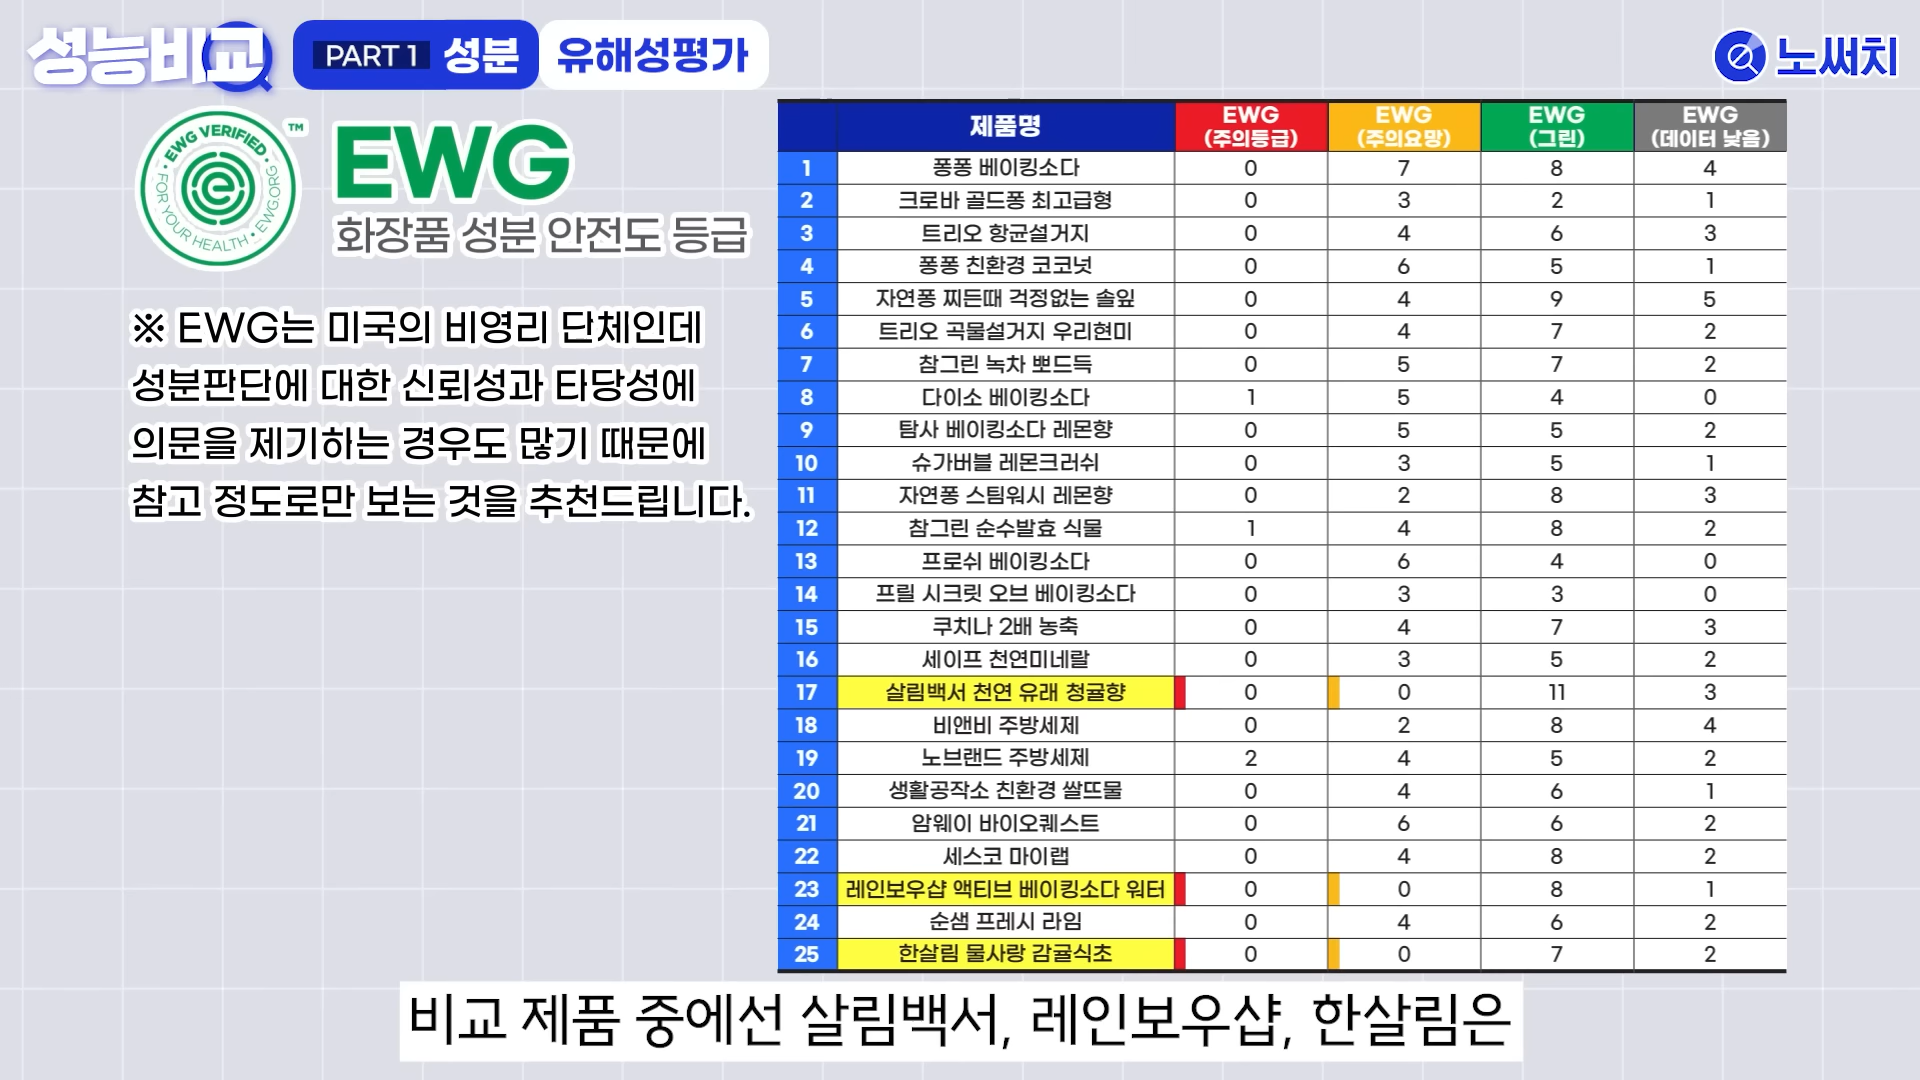 성능비교
PART 1 성분 유해성평가
노써치
EWG VERIFIED
FOR YOUR HEALTH • EWG.ORG
TM
EWG
화장품 성분 안전도 등급
※ EWG는 미국의 비영리 단체인데
성분판단에 대한 신뢰성과 타당성에
의문을 제기하는 경우도 많기 때문에
참고 정도로만 보는 것을 추천드립니다.
제품명 EWG (주의등급) EWG (주의요망) EWG (그린) EWG (데이터 낮음)
1 퐁퐁 베이킹소다 0 7 8 4
2 크로바 골드퐁 최고급형 0 3 2 1
3 트리오 항균설거지 0 4 6 3
4 퐁퐁 친환경 코코넛 0 6 5 1
5 자연퐁 찌든때 걱정없는 솔잎 0 4 9 5
6 트리오 곡물설거지 우리현미 0 4 7 2
7 참그린 녹차 뽀드득 0 5 7 2
8 다이소 베이킹소다 1 5 4 0
9 탐사 베이킹소다 레몬향 0 5 5 2
10 슈가버블 레몬크러쉬 0 3 5 1
11 자연퐁 스팀워시 레몬향 0 2 8 3
12 참그린 순수발효 식물 1 4 8 2
13 프로쉬 베이킹소다 0 6 4 0
14 프릴 시크릿 오브 베이킹소다 0 3 3 0
15 쿠치나 2배 농축 0 4 7 3
16 세이프 천연미네랄 0 3 5 2
17 살림백서 천연 유래 청귤향 0 0 11 3
18 비앤비 주방세제 0 2 8 4
19 노브랜드 주방세제 2 4 5 2
20 생활공작소 친환경 쌀뜨물 0 4 6 1
21 암웨이 바이오퀘스트 0 6 6 2
22 세스코 마이랩 0 4 8 2
23 레인보우샵 액티브 베이킹소다 워터 0 0 8 1
24 순샘 프레시 라임 0 4 6 2
25 한살림 물사랑 감귤식초 0 0 7 2
비교 제품 중에선 살림백서, 레인보우샵, 한살림은